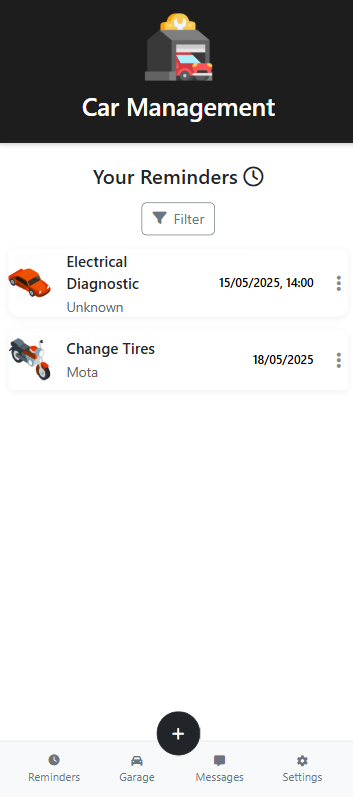 Car Management
Your Reminders
Filter
Electrical
Diagnostic
15/05/2025, 14:00
Unknown
Change Tires
18/05/2025
Mota
+
Reminders
Garage
Messages
Settings